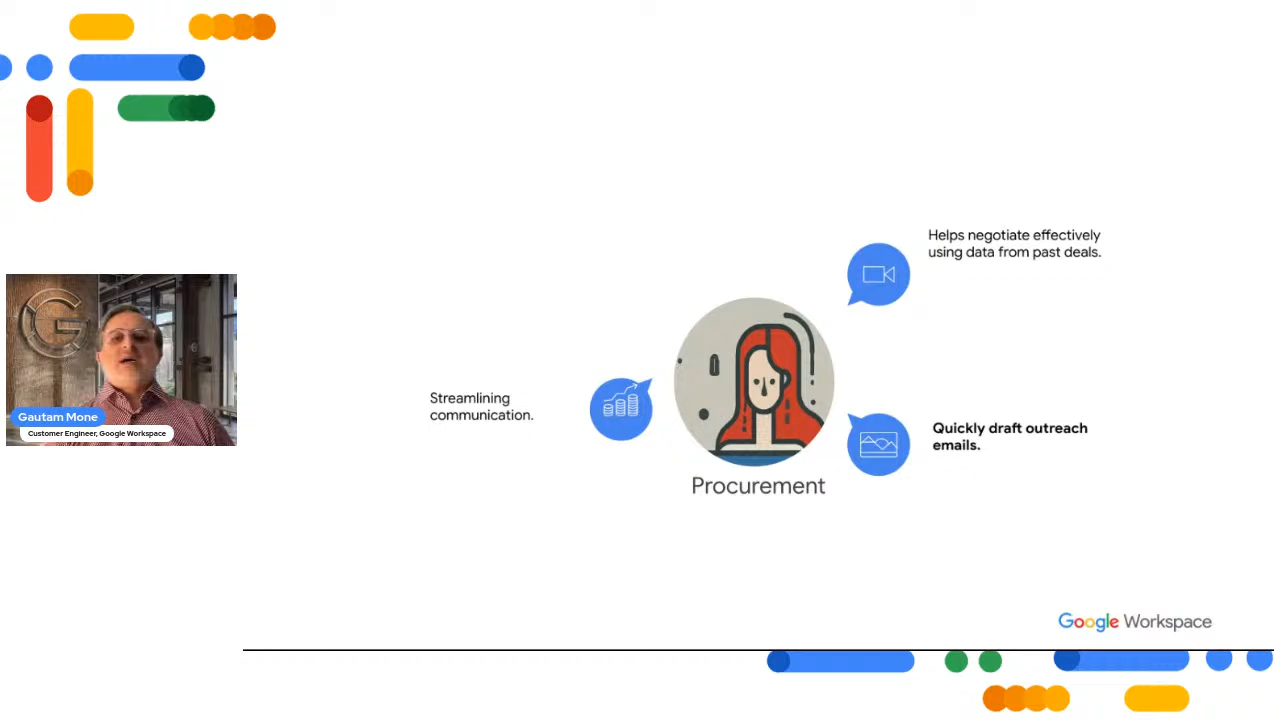 Helps negotiate effectively
using data from past deals.
Streamlining
communication.
Quickly draft outreach
emails.
Procurement
Gautam Mone
Customer Engineer, Google Workspace
Google Workspace